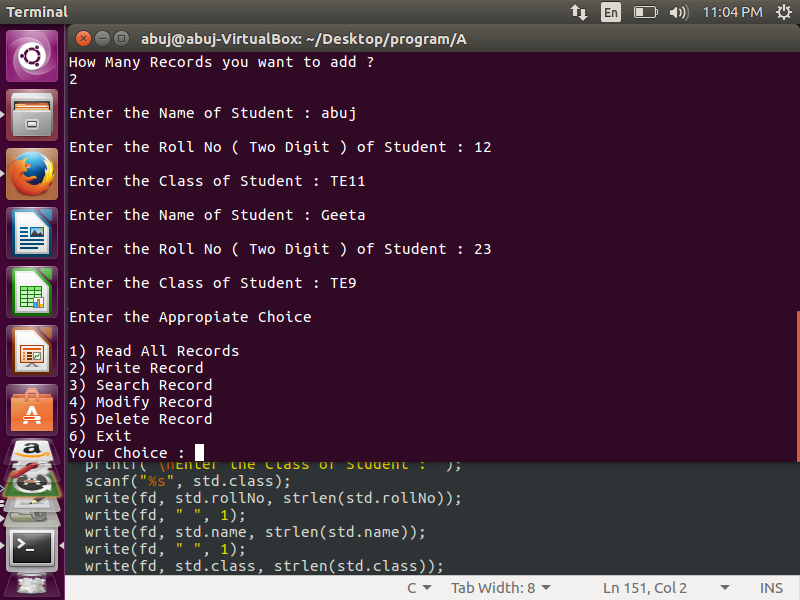 Terminal
En
11:04 PM
abuj@abuj-VirtualBox: ~/Desktop/program/A
How Many Records you want to add ?
2
Enter the Name of Student : abuj
Enter the Roll No ( Two Digit ) of Student : 12
Enter the Class of Student : TE11
Enter the Name of Student : Geeta
Enter the Roll No ( Two Digit ) of Student : 23
Enter the Class of Student : TE9
Enter the Appropiate Choice
1) Read All Records
2) Write Record
3) Search Record
4) Modify Record
5) Delete Record
6) Exit
Your Choice :
printf("\nEnter the Class of Student : ");
scanf("%s", std.class);
write(fd, std.rollNo, strlen(std.rollNo));
write(fd, " ", 1);
write(fd, std.name, strlen(std.name));
write(fd, " ", 1);
write(fd, std.class, strlen(std.class));
C
Tab Width: 8
Ln 151, Col 2
INS